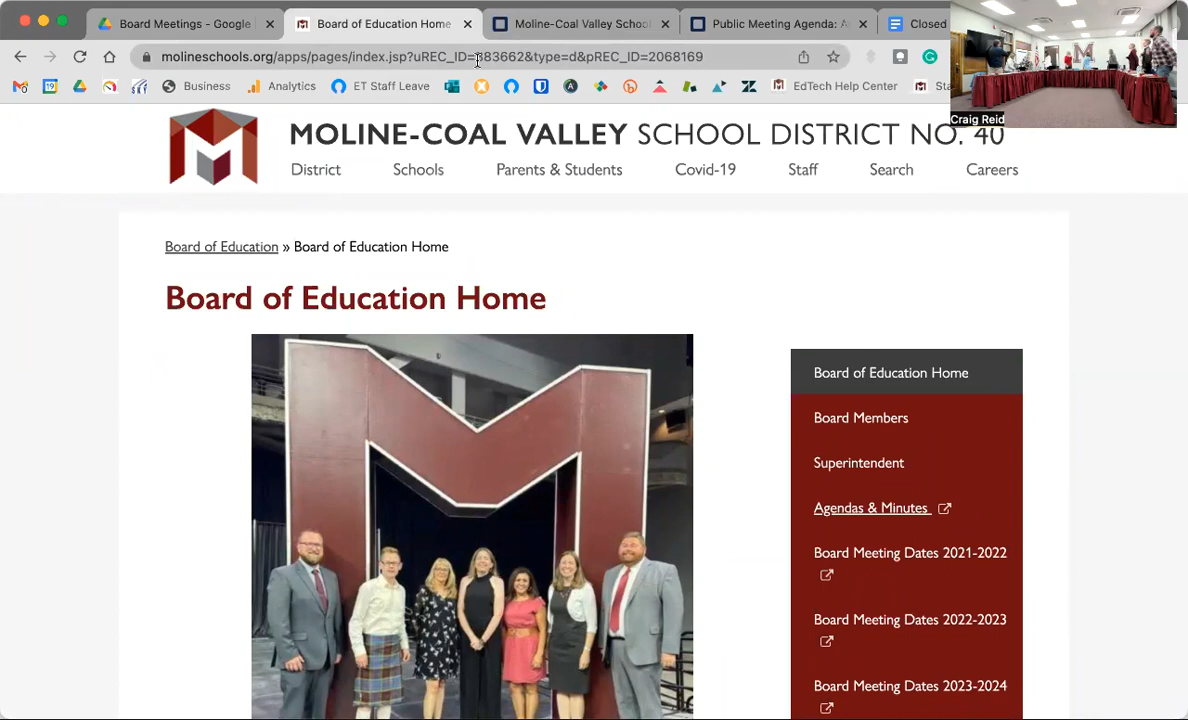 Board Meetings - Google
Board of Education Home
Moline-Coal Valley Schoo
Public Meeting Agenda: A
Closed
molineschools.org/apps/pages/index.jsp?uREC_ID=
83662&type=d&pREC_ID=2068169
Business
Analytics
ET Staff Leave
EdTech Help Center
Sta
Craig Reid
MOLINE-COAL VALLEY SCHOOL DISTRICT NO. 40
District
Schools
Parents & Students
Covid-19
Staff
Search
Careers
Board of Education » Board of Education Home
Board of Education Home
Board of Education Home
Board Members
Superintendent
Agendas & Minutes
Board Meeting Dates 2021-2022
Board Meeting Dates 2022-2023
Board Meeting Dates 2023-2024